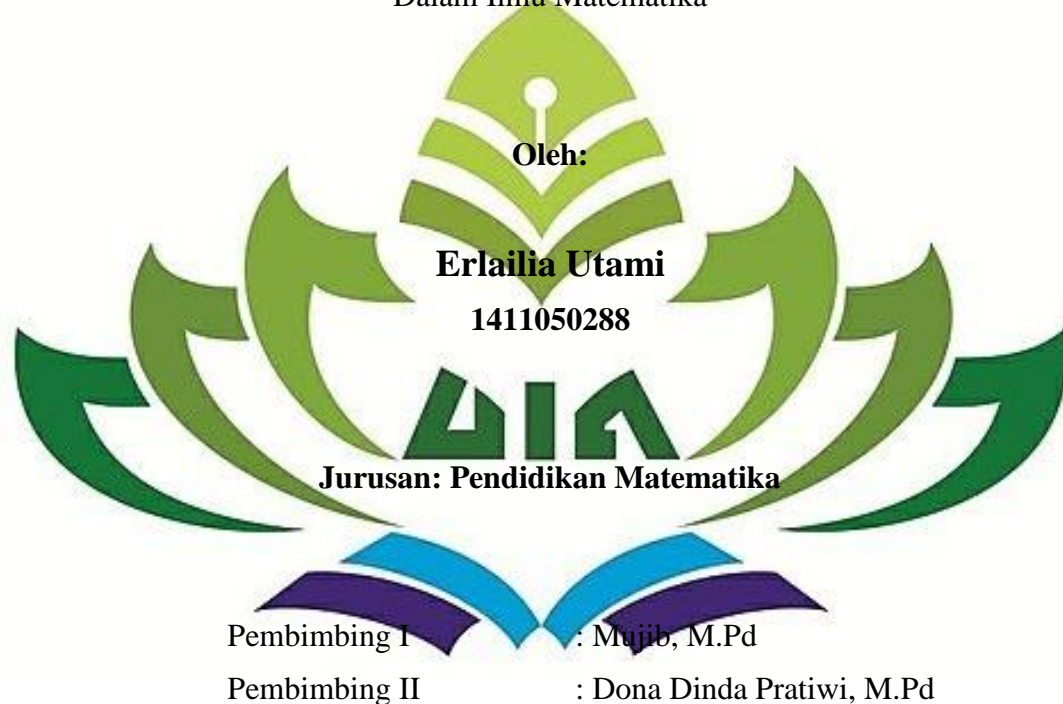 Dalam Ilmu Matematika
Oleh:
Erlailia Utami
1411050288
UIN
Jurusan: Pendidikan Matematika
Pembimbing I : Mujib, M.Pd
Pembimbing II : Dona Dinda Pratiwi, M.Pd